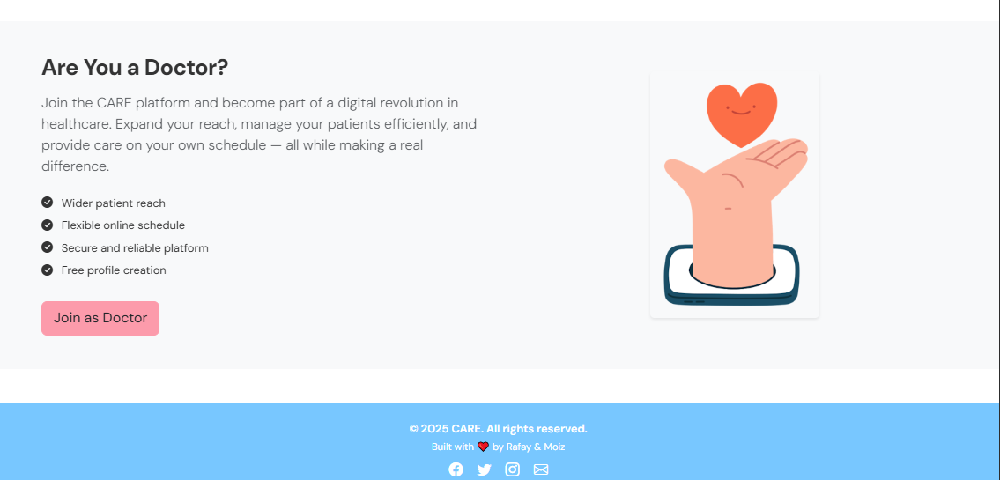 Are You a Doctor?
Join the CARE platform and become part of a digital revolution in
healthcare. Expand your reach, manage your patients efficiently, and
provide care on your own schedule — all while making a real
difference.
Wider patient reach
Flexible online schedule
Secure and reliable platform
Free profile creation
Join as Doctor
© 2025 CARE. All rights reserved.
Built with ❤️ by Rafay & Moiz